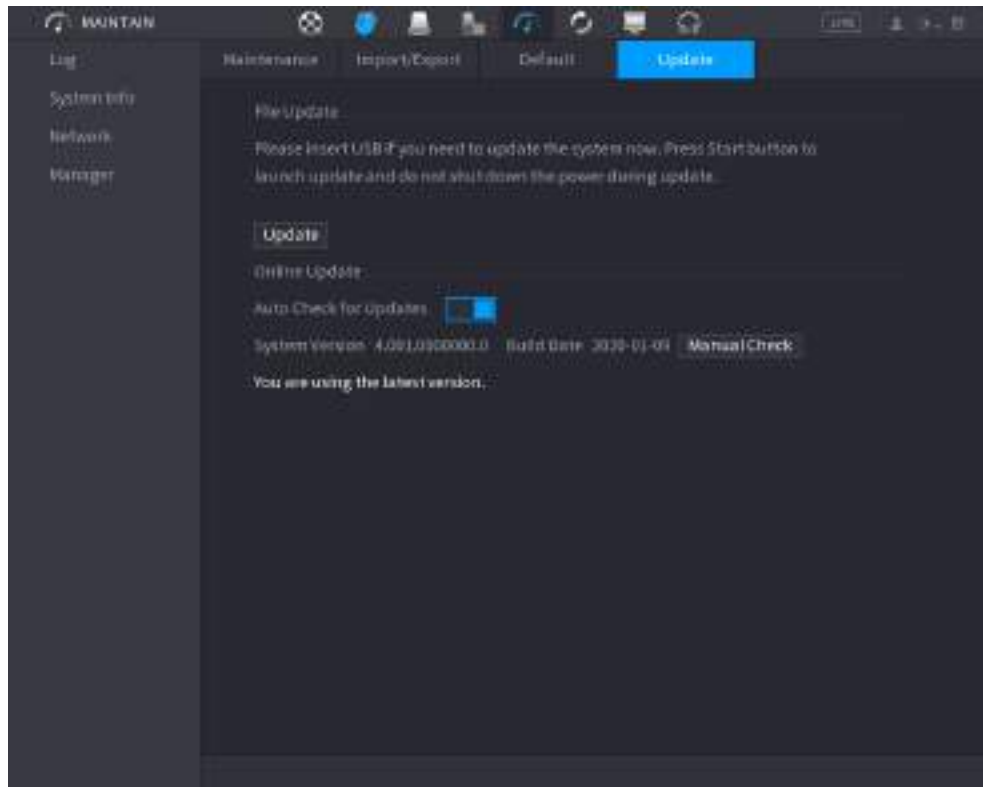 MAINTAIN
LIVE
Log
System Info
Network
Manager
Maintenance Import/Export Default Update
File Update
Please insert USB if you need to update the system now. Press Start button to
launch update and do not shut down the power during update.
Update
Online Update
Auto Check for Updates
System Version 4.001.0000000.0 Build Date 2020-01-09 Manual Check
You are using the latest version.